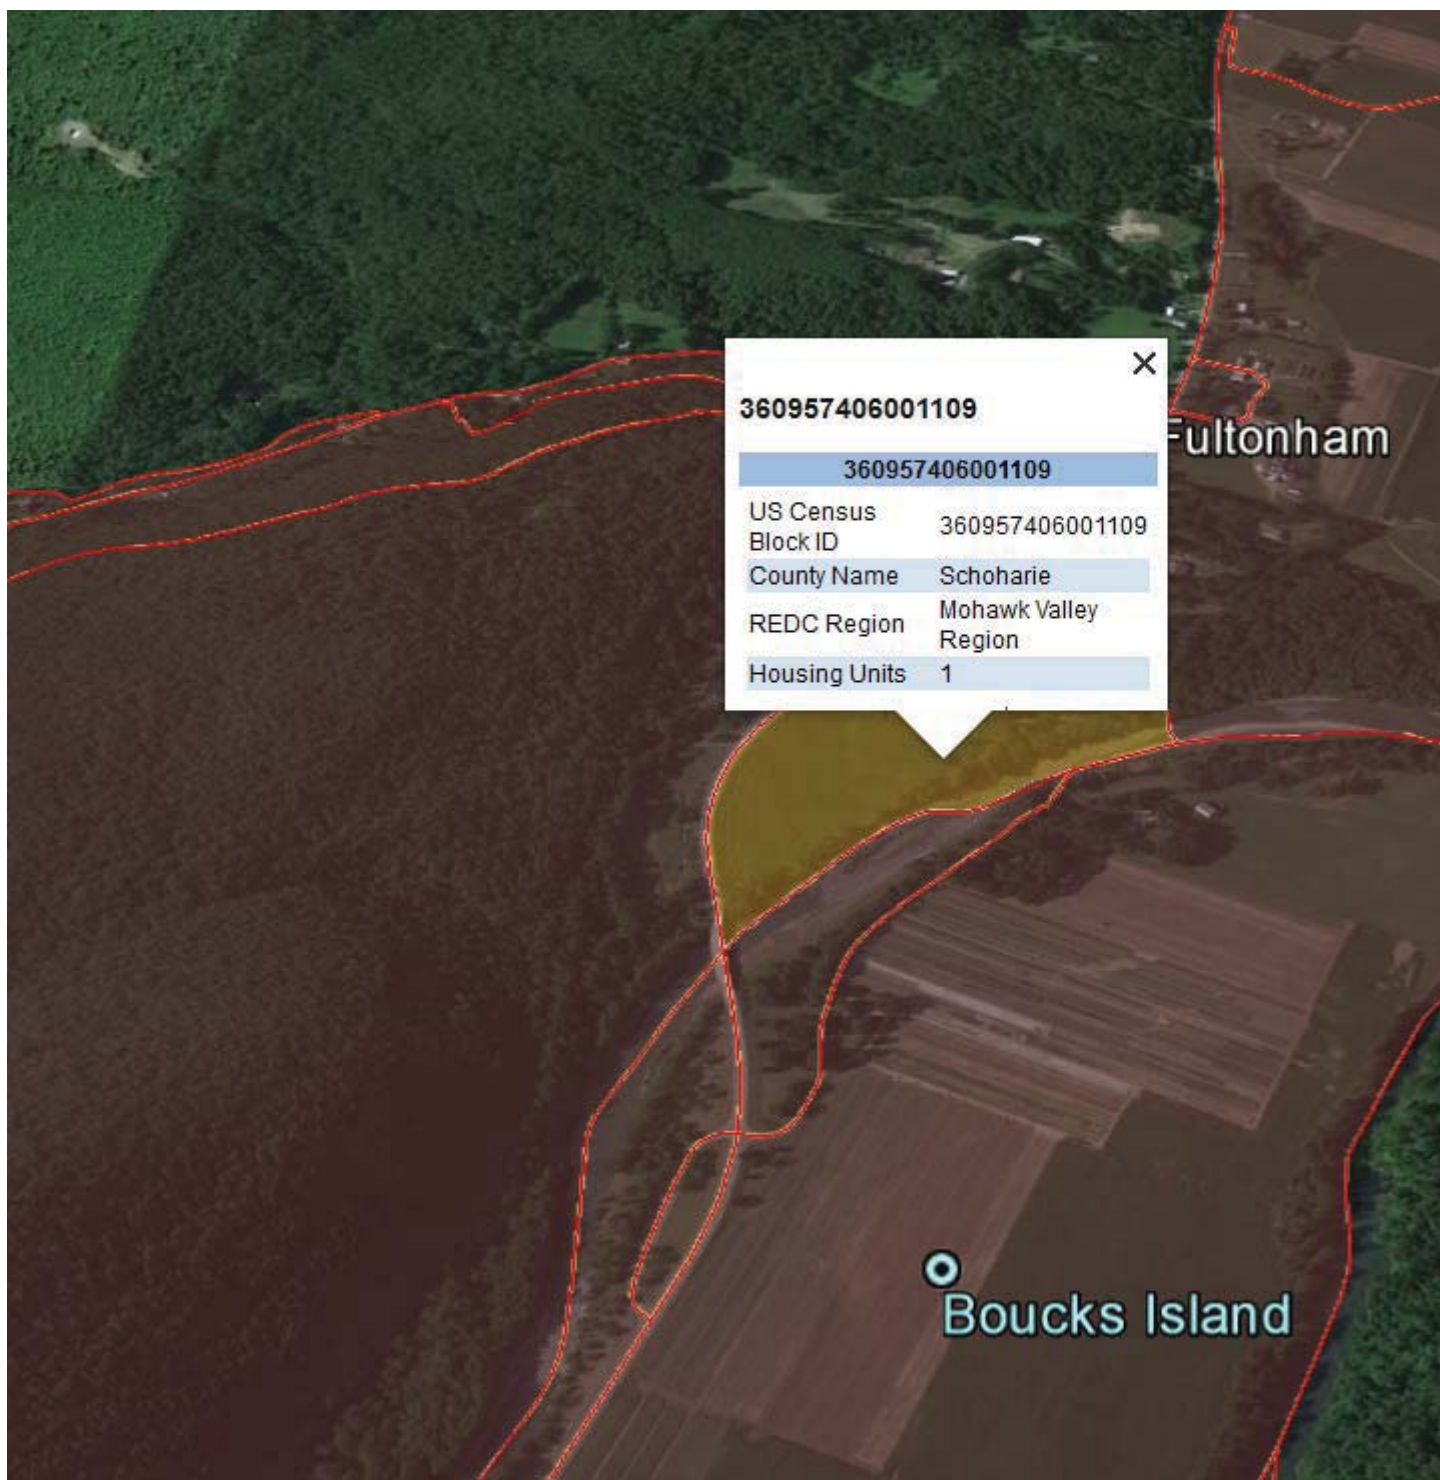 360957406001109
Fultonham
360957406001109
US Census
Block ID
360957406001109
County Name Schoharie
REDC Region
Mohawk Valley
Region
Housing Units 1
Boucks Island